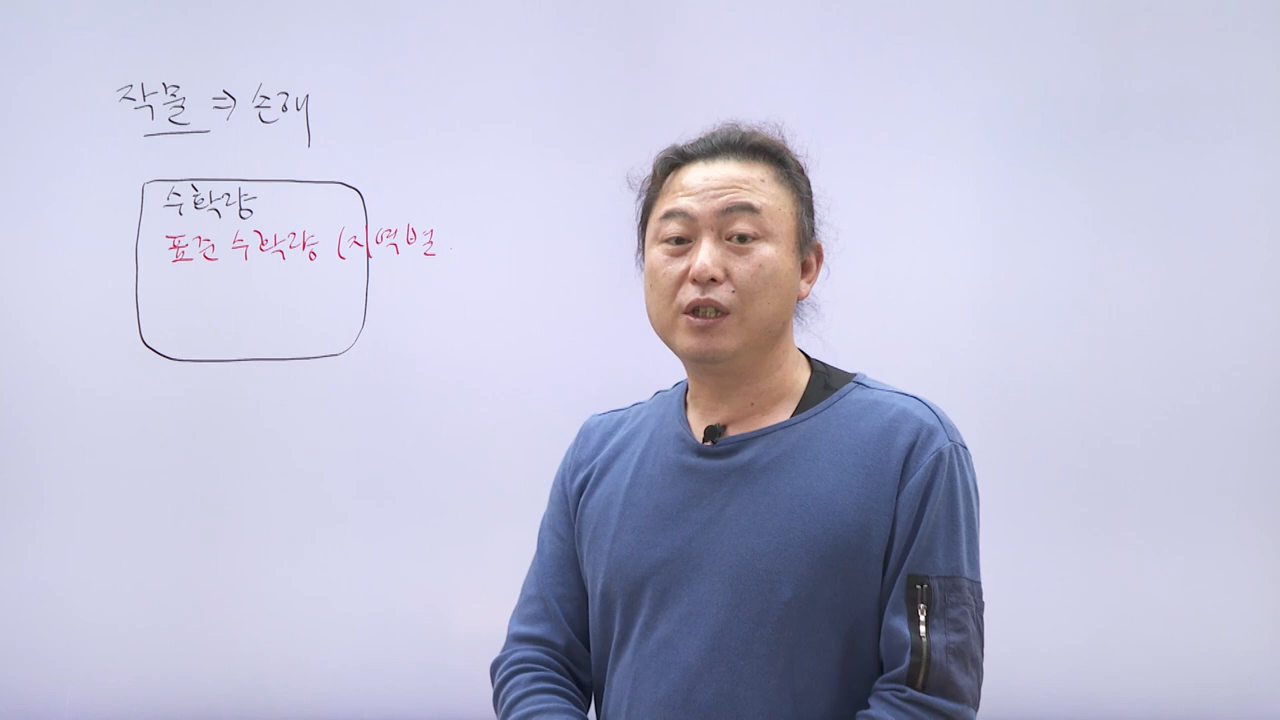 작물 ⇒ 손해
수확량
표준 수확량 (지역별